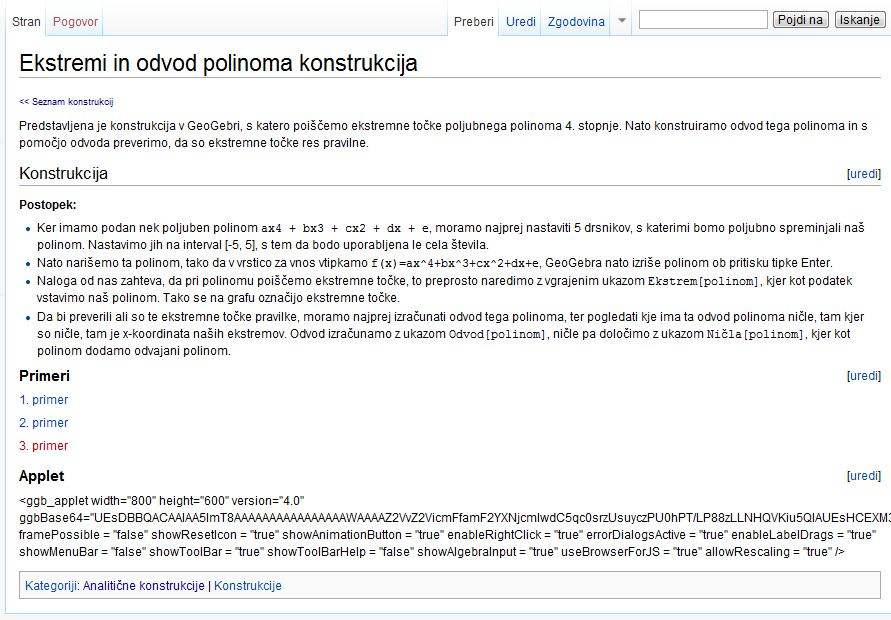 Stran Pogovor Preberi Uredi Zgodovina Pojdi na Iskanje
Ekstremi in odvod polinoma konstrukcija
<< Seznam konstrukcij
Predstavljena je konstrukcija v GeoGebri, s katero poiščemo ekstremne točke poljubnega polinoma 4. stopnje. Nato konstruiramo odvod tega polinoma in s
pomočjo odvoda preverimo, da so ekstremne točke res pravilne.
Konstrukcija [uredi]
Postopek:
Ker imamo podan nek poljuben polinom ax4 + bx3 + cx2 + dx + e, moramo najprej nastaviti 5 drsnikov, s katerimi bomo poljubno spreminjali naš
polinom. Nastavimo jih na interval [-5, 5], s tem da bodo uporabljena le cela števila.
Nato narišemo ta polinom, tako da v vrstico za vnos vtipkamo f(x)=ax^4+bx^3+cx^2+dx+e, GeoGebra nato izriše polinom ob pritisku tipke Enter.
Naloga od nas zahteva, da pri polinomu poiščemo ekstremne točke, to preprosto naredimo z vgrajenim ukazom Ekstrem[polinom], kjer kot podatek
vstavimo naš polinom. Tako se na grafu označijo ekstremne točke.
Da bi preverili ali so te ekstremne točke pravilke, moramo najprej izračunati odvod tega polinoma, ter pogledati kje ima ta odvod polinoma ničle, tam kjer
so ničle, tam je x-koordinata naših ekstremov. Odvod izračunamo z ukazom Odvod[polinom], ničle pa določimo z ukazom Ničla[polinom], kjer kot
polinom dodamo odvajani polinom.
Primeri [uredi]
1. primer
2. primer
3. primer
Applet [uredi]
<ggb_applet width="800" height="600" version="4.0"
framePossible = "false" showResetIcon = "true" showAnimationButton = "true" enableRightClick = "true" errorDialogsActive = "true" enableLabelDrags = "true"
showMenuBar = "false" showToolBar = "true" showToolBarHelp = "false" showAlgebraInput = "true" useBrowserForJS = "true" allowRescaling = "true" />
Kategoriji: Analitične konstrukcije | Konstrukcije